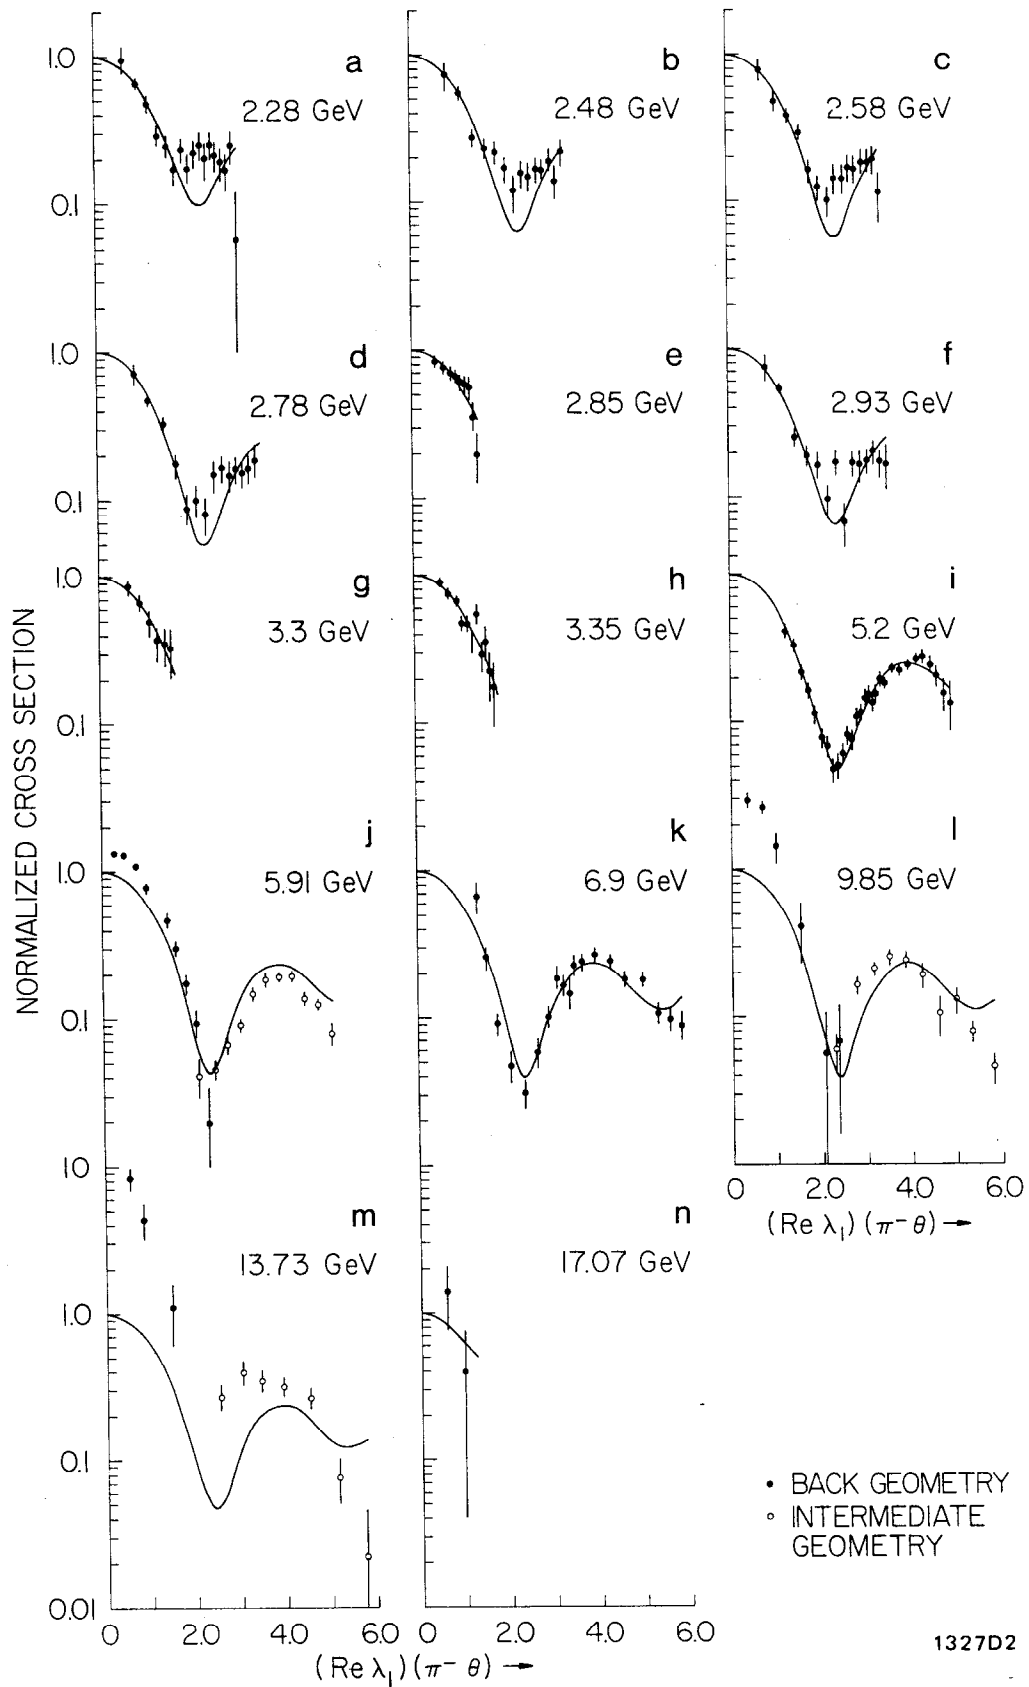 a
2.28 GeV
b
2.48 GeV
c
2.58 GeV
1.0
0.1
d
2.78 GeV
e
2.85 GeV
f
2.93 GeV
1.0
0.1
g
3.3 GeV
h
3.35 GeV
i
5.2 GeV
1.0
0.1
NORMALIZED CROSS SECTION
j
5.91 GeV
k
6.9 GeV
l
9.85 GeV
1.0
0.1
0 2.0 4.0 6.0
(Re λ₁) (π-θ) →
10
m
13.73 GeV
n
17.07 GeV
1.0
0.1
0.01
• BACK GEOMETRY
○ INTERMEDIATE
GEOMETRY
0 2.0 4.0 6.0
0 2.0 4.0 6.0
(Re λ₁) (π- θ) →
1327D2